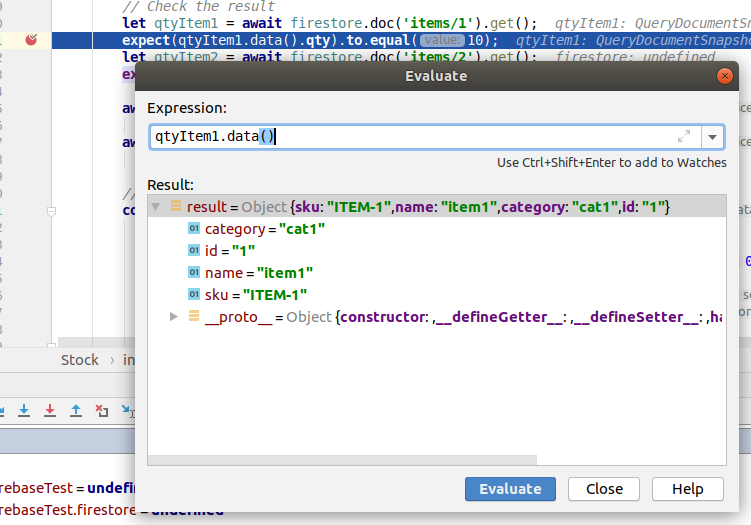 // Check the result
let qtyItem1 = await firestore.doc('items/1').get(); qtyItem1: QueryDocumentSnap
expect(qtyItem1.data().qty).to.equal( value: 10); qtyItem1: QueryDocumentSnapsho
let qtyItem2 = await firestore.doc('items/2').get(); firestore: undefined
ex
Evaluate
aw
Expression:
qtyItem1.data()
aw
Use Ctrl+Shift+Enter to add to Watches
Result:
//
co
result = Object {sku: "ITEM-1",name: "item1",category: "cat1",id: "1"}
category = "cat1"
id = "1"
0
name = "item1"
sku = "ITEM-1"
__proto__ = Object {constructor: ,__defineGetter__: ,__defineSetter__: ,ha
Stock › in
rebaseTest = undefin
Evaluate Close Help
rebaseTest.firestore = undefined